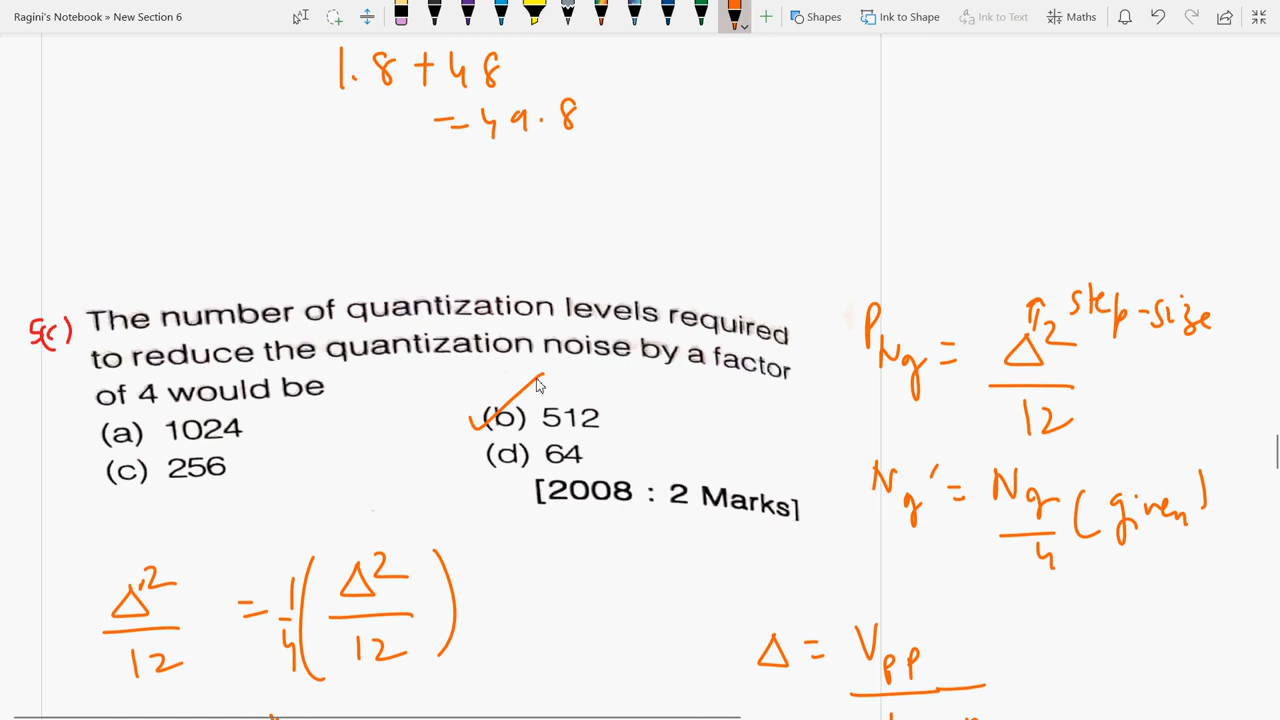 Ragini's Notebook » New Section 6
Shapes
Ink to Shape
Ink to Text
Maths
1.8 + 48
= 49.8
5(c) The number of quantization levels required
to reduce the quantization noise by a factor
of 4 would be
(a) 1024 (b) 512
(c) 256 (d) 64
[2008 : 2 Marks]
P_Nq = Δ²/12 step-size
Nq' = Nq/4 (given)
Δ'²/12 = 1/4 (Δ²/12)
Δ = Vpp